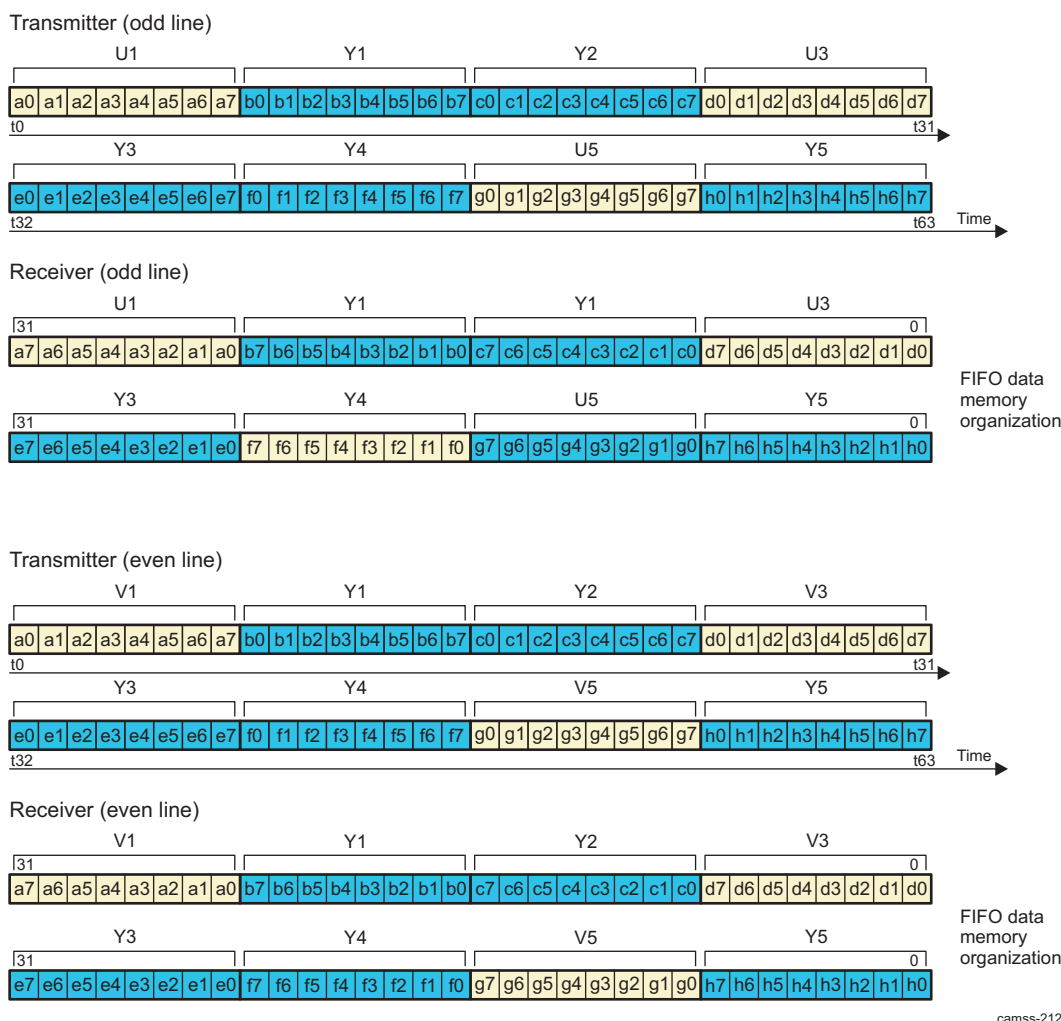 Transmitter (odd line)
U1 Y1 Y2 U3
a0 a1 a2 a3 a4 a5 a6 a7 b0 b1 b2 b3 b4 b5 b6 b7 c0 c1 c2 c3 c4 c5 c6 c7 d0 d1 d2 d3 d4 d5 d6 d7
t0 t31
Y3 Y4 U5 Y5
e0 e1 e2 e3 e4 e5 e6 e7 f0 f1 f2 f3 f4 f5 f6 f7 g0 g1 g2 g3 g4 g5 g6 g7 h0 h1 h2 h3 h4 h5 h6 h7
t32 t63 Time
Receiver (odd line)
U1 Y1 Y1 U3
31 0
a7 a6 a5 a4 a3 a2 a1 a0 b7 b6 b5 b4 b3 b2 b1 b0 c7 c6 c5 c4 c3 c2 c1 c0 d7 d6 d5 d4 d3 d2 d1 d0
Y3 Y4 U5 Y5
31 0
e7 e6 e5 e4 e3 e2 e1 e0 f7 f6 f5 f4 f3 f2 f1 f0 g7 g6 g5 g4 g3 g2 g1 g0 h7 h6 h5 h4 h3 h2 h1 h0
FIFO data
memory
organization
Transmitter (even line)
V1 Y1 Y2 V3
a0 a1 a2 a3 a4 a5 a6 a7 b0 b1 b2 b3 b4 b5 b6 b7 c0 c1 c2 c3 c4 c5 c6 c7 d0 d1 d2 d3 d4 d5 d6 d7
t0 t31
Y3 Y4 V5 Y5
e0 e1 e2 e3 e4 e5 e6 e7 f0 f1 f2 f3 f4 f5 f6 f7 g0 g1 g2 g3 g4 g5 g6 g7 h0 h1 h2 h3 h4 h5 h6 h7
t32 t63 Time
Receiver (even line)
V1 Y1 Y2 V3
31 0
a7 a6 a5 a4 a3 a2 a1 a0 b7 b6 b5 b4 b3 b2 b1 b0 c7 c6 c5 c4 c3 c2 c1 c0 d7 d6 d5 d4 d3 d2 d1 d0
Y3 Y4 V5 Y5
31 0
e7 e6 e5 e4 e3 e2 e1 e0 f7 f6 f5 f4 f3 f2 f1 f0 g7 g6 g5 g4 g3 g2 g1 g0 h7 h6 h5 h4 h3 h2 h1 h0
FIFO data
memory
organization
camss-212